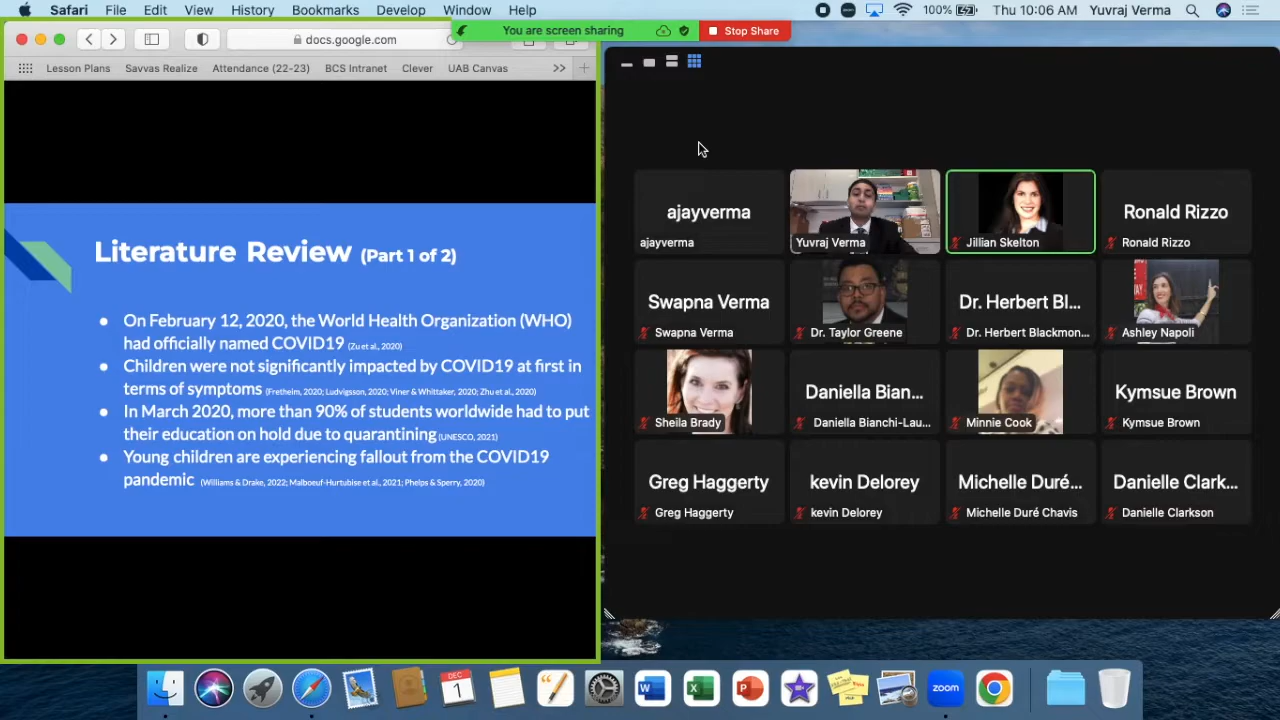 Safari File Edit View History Bookmarks Develop Window Help
100% Thu 10:06 AM Yuvraj Verma
You are screen sharing
Stop Share
docs.google.com
Lesson Plans Savvas Realize Attendance (22-23) BCS Intranet Clever UAB Canvas >> +
Literature Review (Part 1 of 2)
● On February 12, 2020, the World Health Organization (WHO)
had officially named COVID19 (Zu et al., 2020)
● Children were not significantly impacted by COVID19 at first in
terms of symptoms (Fretheim, 2020; Ludvigsson, 2020; Viner & Whittaker, 2020; Zhu et al., 2020)
● In March 2020, more than 90% of students worldwide had to put
their education on hold due to quarantining (UNESCO, 2021)
● Young children are experiencing fallout from the COVID19
pandemic (Williams & Drake, 2022; Malboeuf-Hurtubise et al., 2021; Phelps & Sperry, 2020)
ajayverma
ajayverma
Yuvraj Verma
Jillian Skelton
Ronald Rizzo
Ronald Rizzo
Swapna Verma
Swapna Verma
Dr. Taylor Greene
Dr. Herbert Bl...
Dr. Herbert Blackmon...
Ashley Napoli
Sheila Brady
Daniella Bian...
Daniella Bianchi-Lau...
Minnie Cook
Kymsue Brown
Kymsue Brown
Greg Haggerty
Greg Haggerty
kevin Delorey
kevin Delorey
Michelle Duré...
Michelle Duré Chavis
Danielle Clark...
Danielle Clarkson
DEC
1
W
X
P
zoom